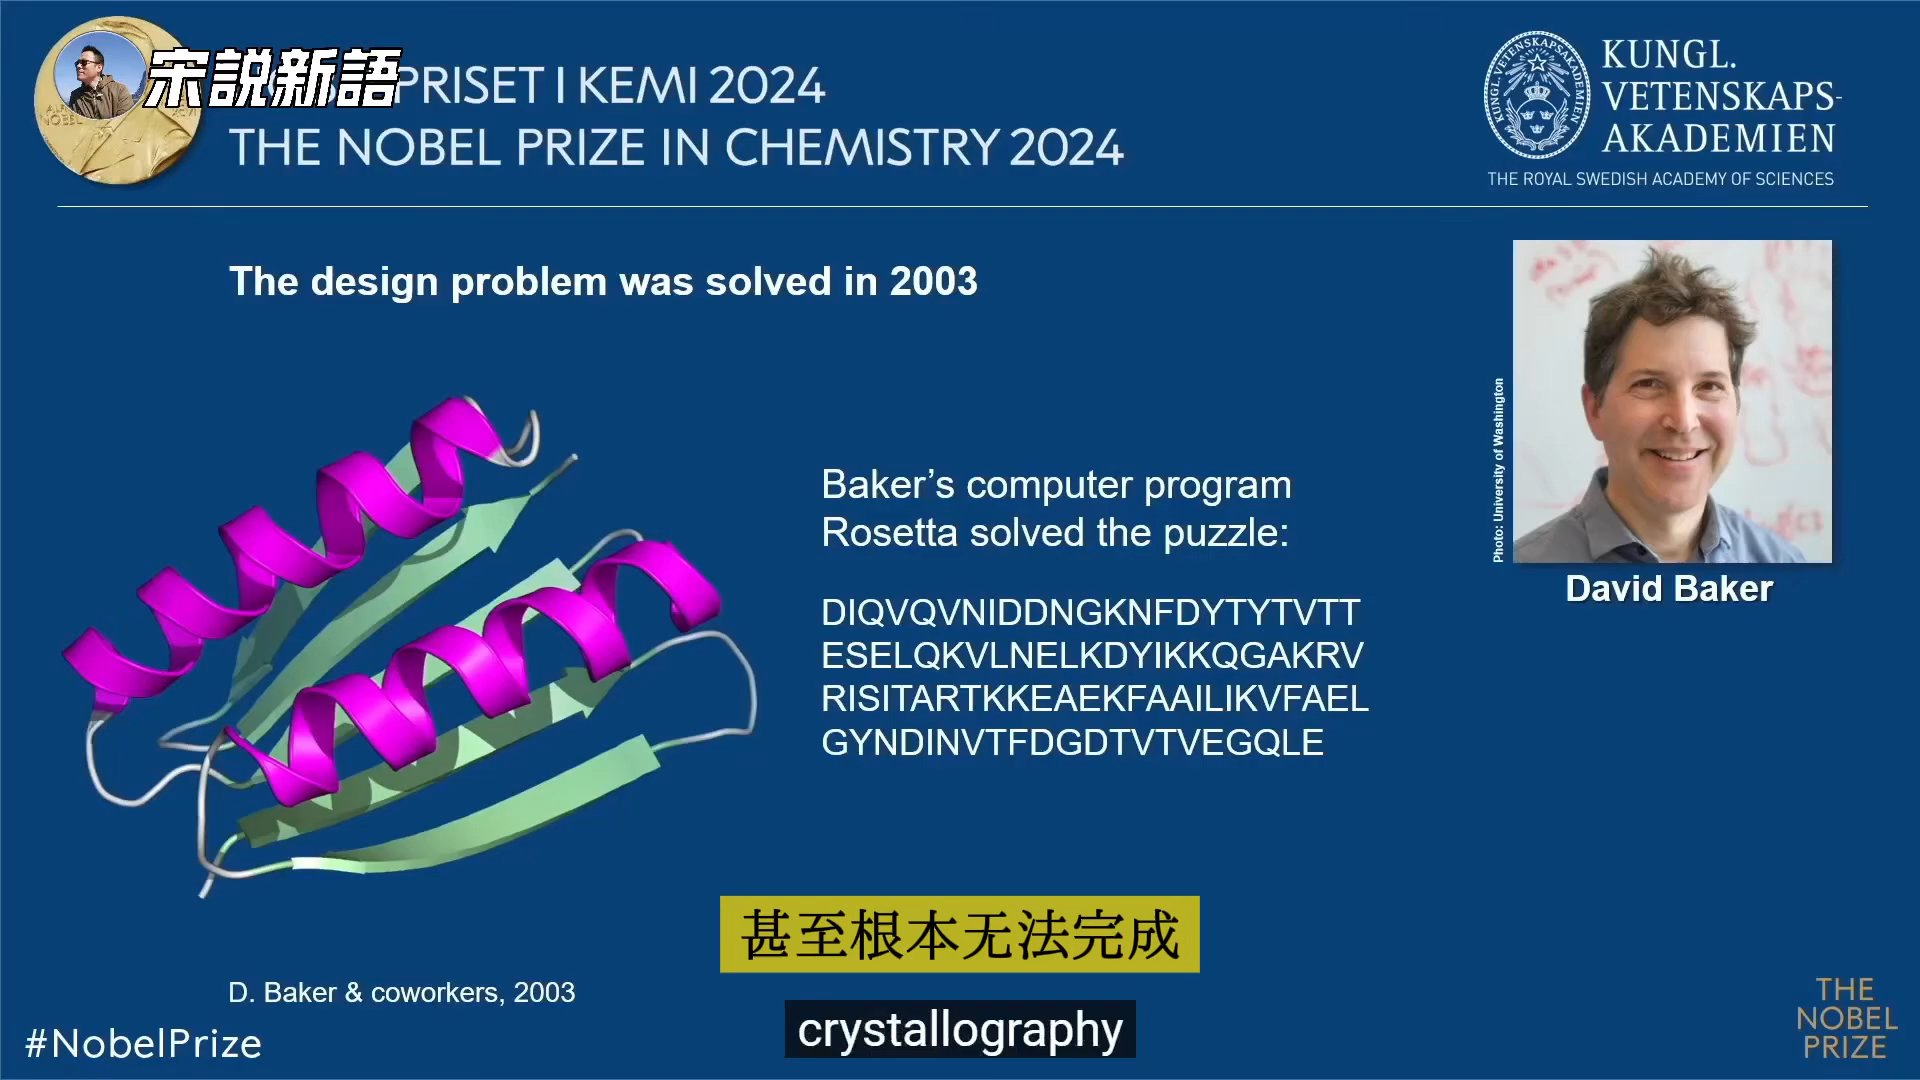 宋説新語
PRISET I KEMI 2024
THE NOBEL PRIZE IN CHEMISTRY 2024
KUNGL.
VETENSKAPS-
AKADEMIEN
THE ROYAL SWEDISH ACADEMY OF SCIENCES
The design problem was solved in 2003
Baker’s computer program
Rosetta solved the puzzle:
DIQVQVNIDDNGKNFDYTYTVTT
ESELQKVLNELKDYIKKQGAKRV
RISITARTKKEAEKFAAILIKVFAEL
GYNDINVTFDGDTVTVEGQLE
Photo: University of Washington
David Baker
甚至根本无法完成
D. Baker & coworkers, 2003
crystallography
#NobelPrize
THE
NOBEL
PRIZE